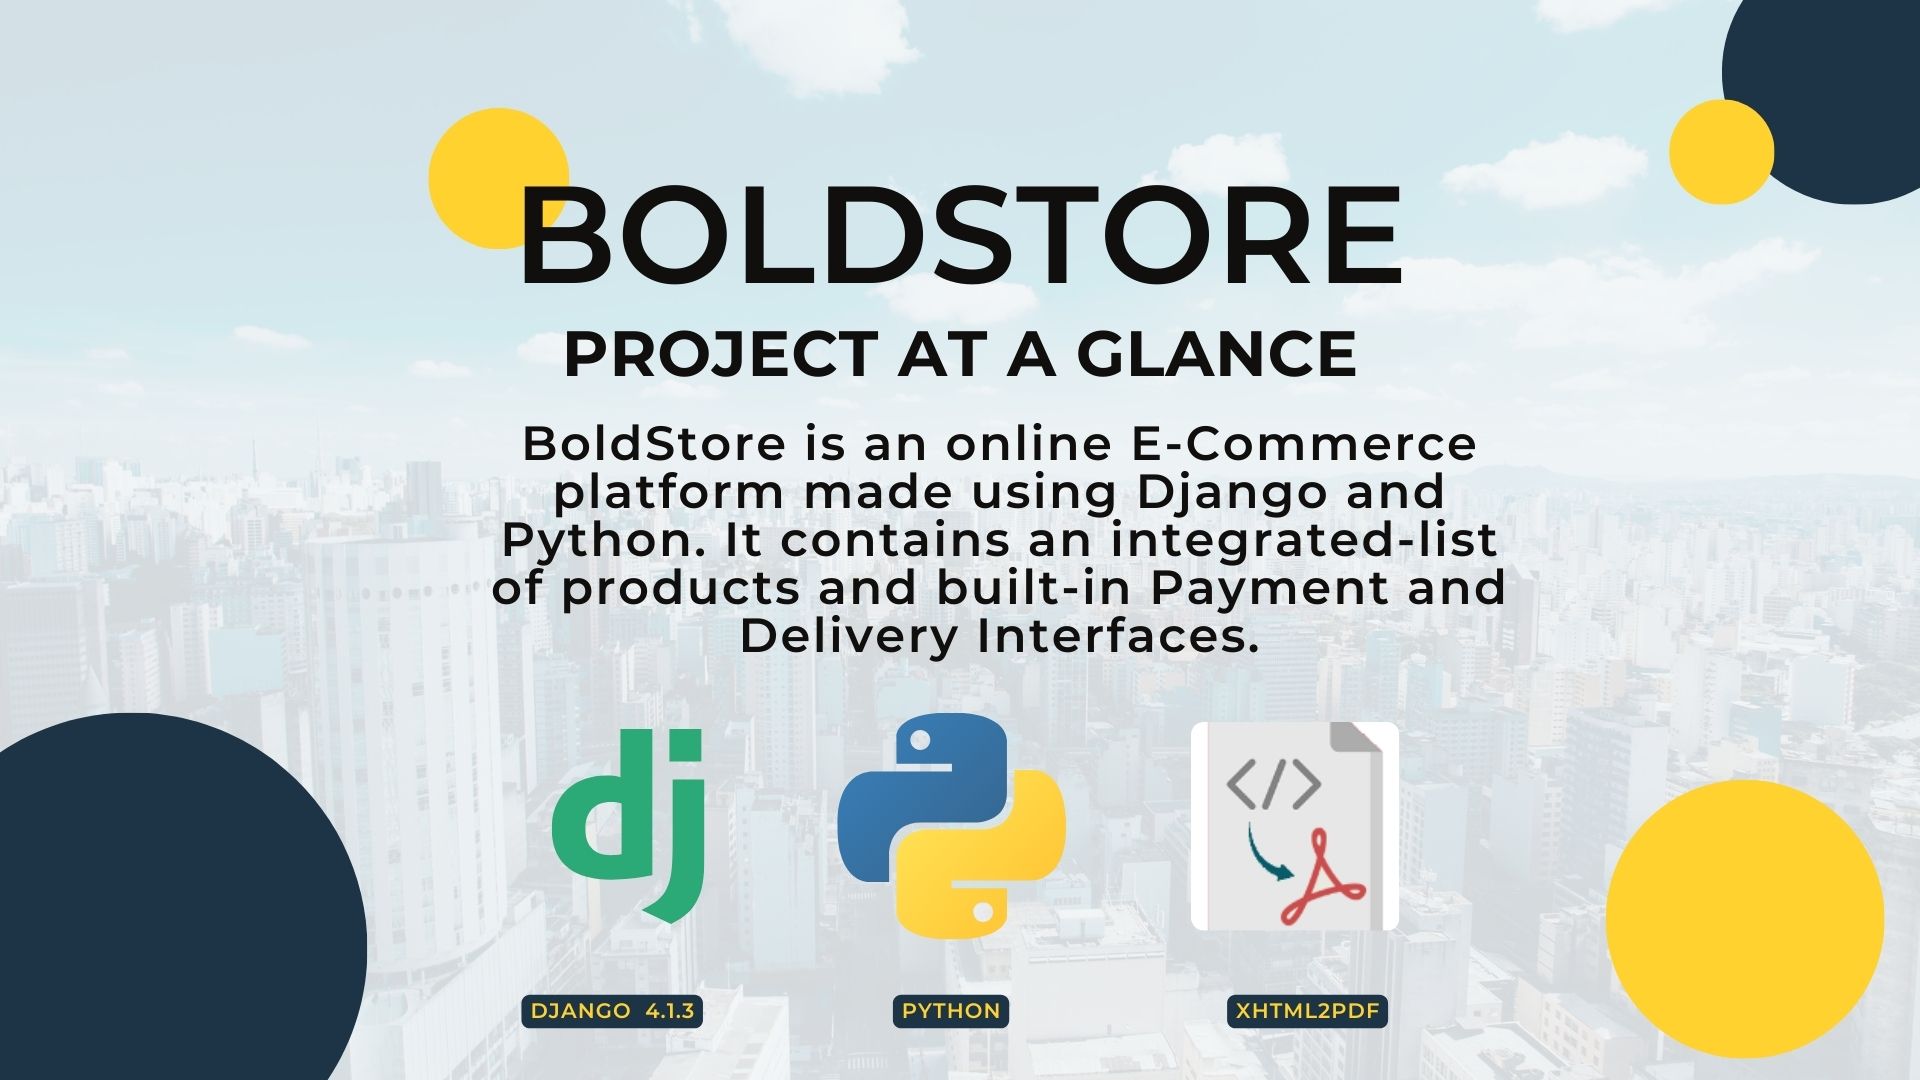 BOLDSTORE
PROJECT AT A GLANCE
BoldStore is an online E-Commerce
platform made using Django and
Python. It contains an integrated-list
of products and built-in Payment and
Delivery Interfaces.
dj
</>
DJANGO 4.1.3
PYTHON
XHTML2PDF